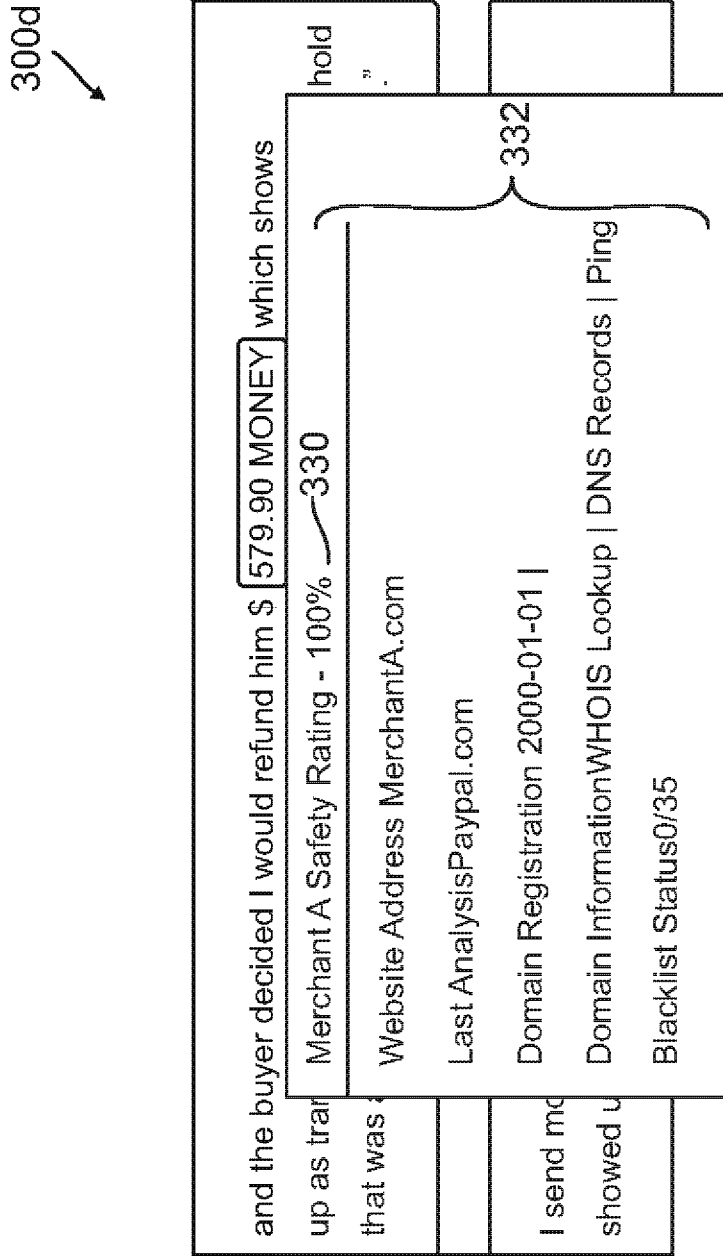 300d
and the buyer decided I would refund him $ 579.90 MONEY which shows
up as trar hold
that was ."
Merchant A Safety Rating - 100% 330
332
Website Address MerchantA.com
Last AnalysisPaypal.com
Domain Registration 2000-01-01 |
Domain InformationWHOIS Lookup | DNS Records | Ping
Blacklist Status0/35
I send mo
showed u